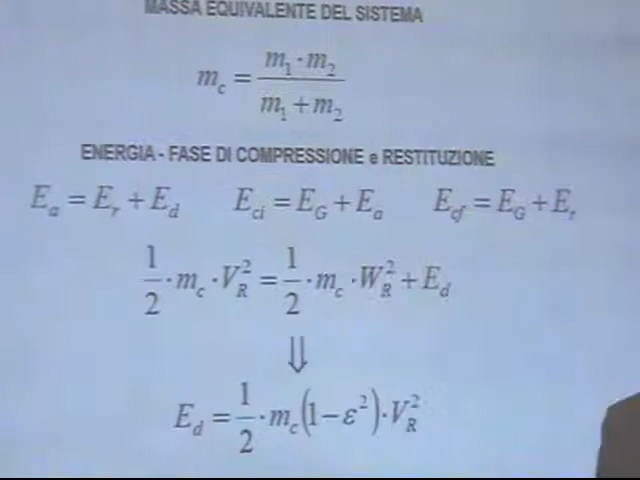 MASSA EQUIVALENTE DEL SISTEMA
m_c = m_1 · m_2 / m_1 + m_2
ENERGIA - FASE DI COMPRESSIONE e RESTITUZIONE
E_a = E_r + E_d   E_ci = E_G + E_a   E_cf = E_G + E_r
1/2 · m_c · V_R^2 = 1/2 · m_c · W_R^2 + E_d
⇓
E_d = 1/2 · m_c (1 − ε^2) · V_R^2